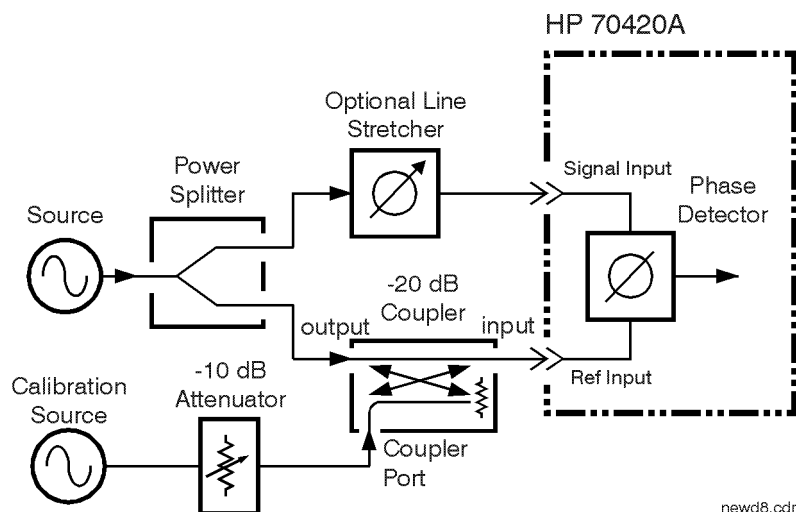 HP 70420A
Optional Line
Stretcher
Power
Splitter
Source
Signal Input
Phase
Detector
-20 dB
Coupler
output
input
Ref Input
-10 dB
Attenuator
Calibration
Source
Coupler
Port
newd8.cdr